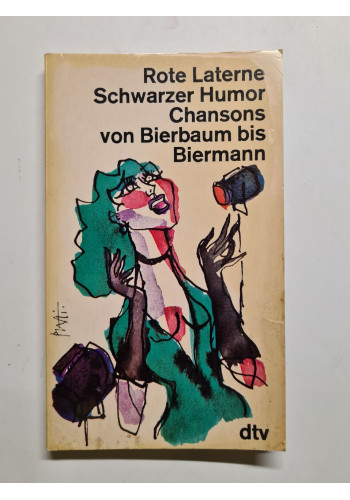 Rote Laterne
Schwarzer Humor
Chansons
von Bierbaum bis
Biermann
dtv